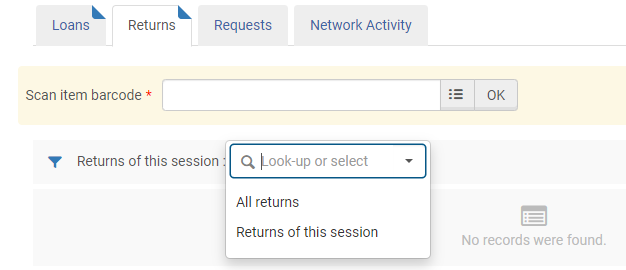 Loans Returns Requests Network Activity
Scan item barcode * OK
Returns of this session : Look-up or select
All returns
Returns of this session
No records were found.